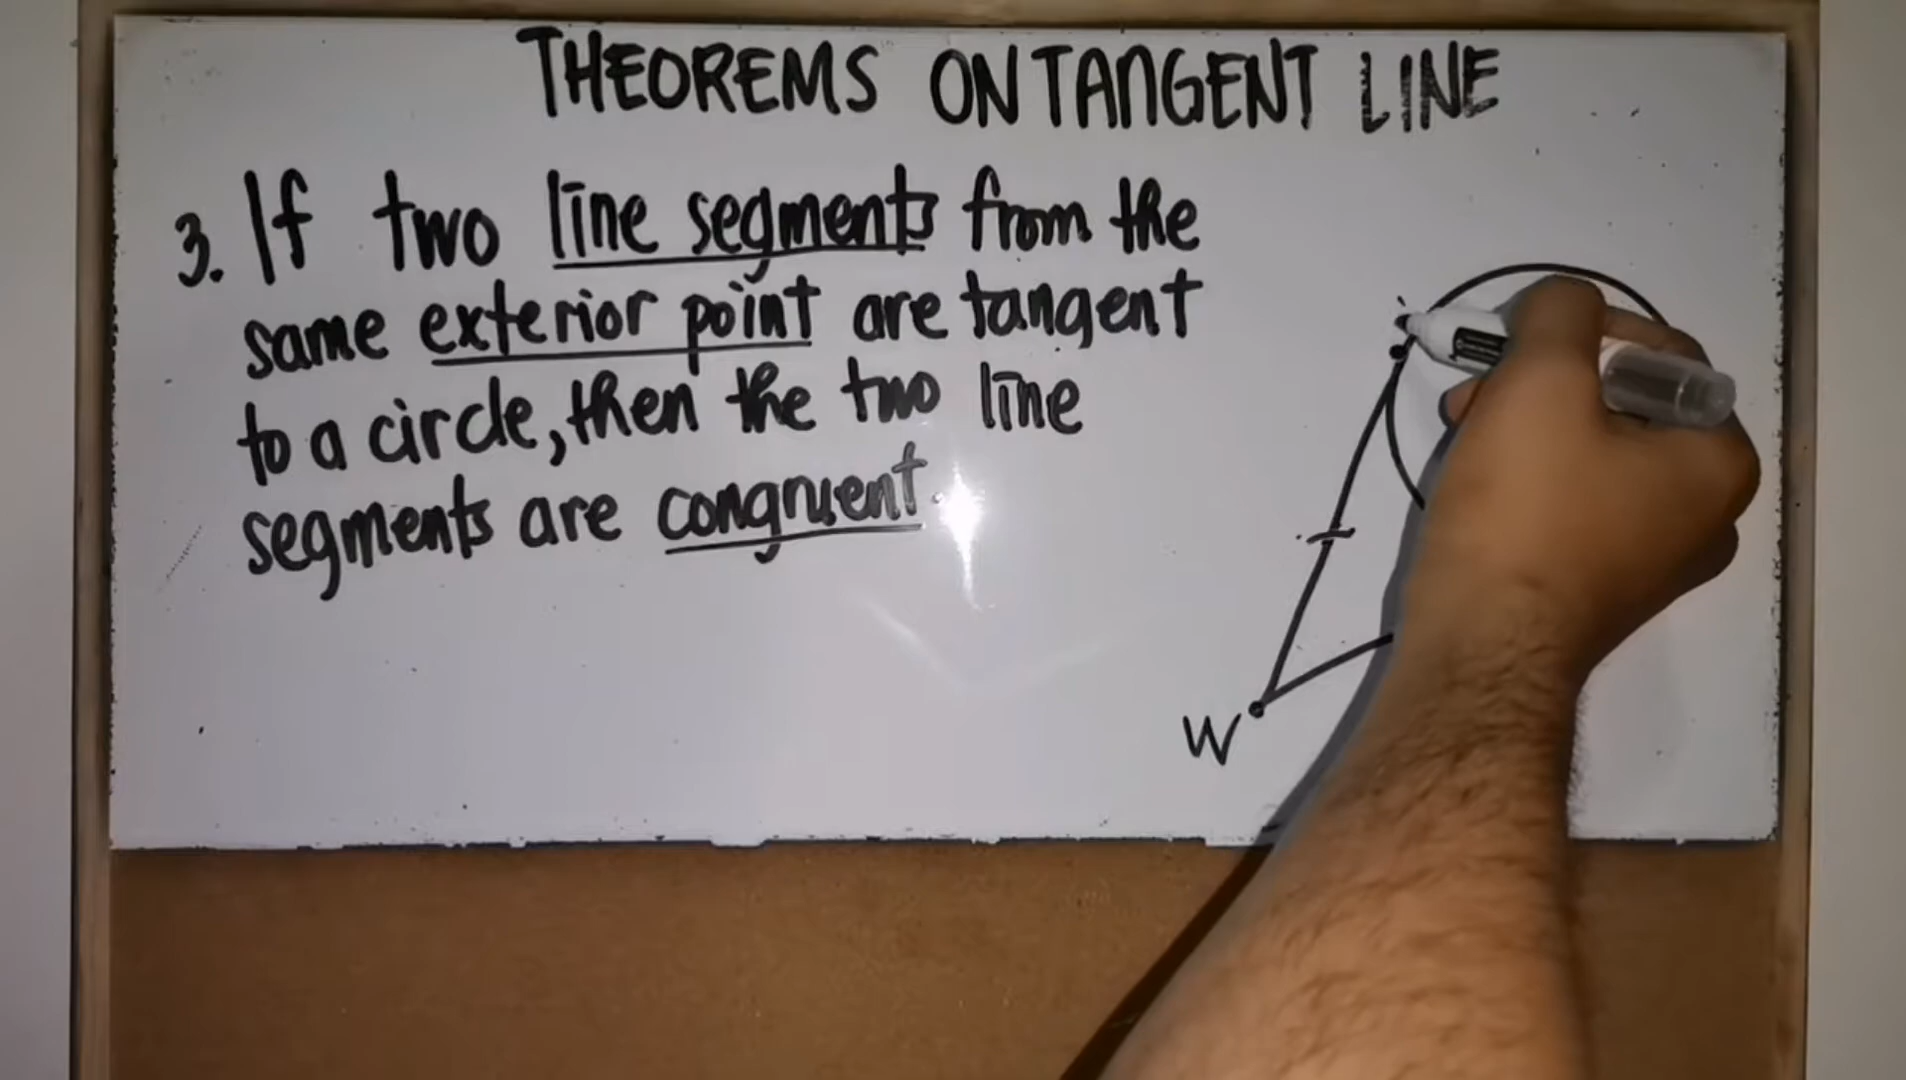 THEOREMS ON TANGENT LINE
3. If two line segments from the
same exterior point are tangent
to a circle, then the two line
segments are congruent.
W